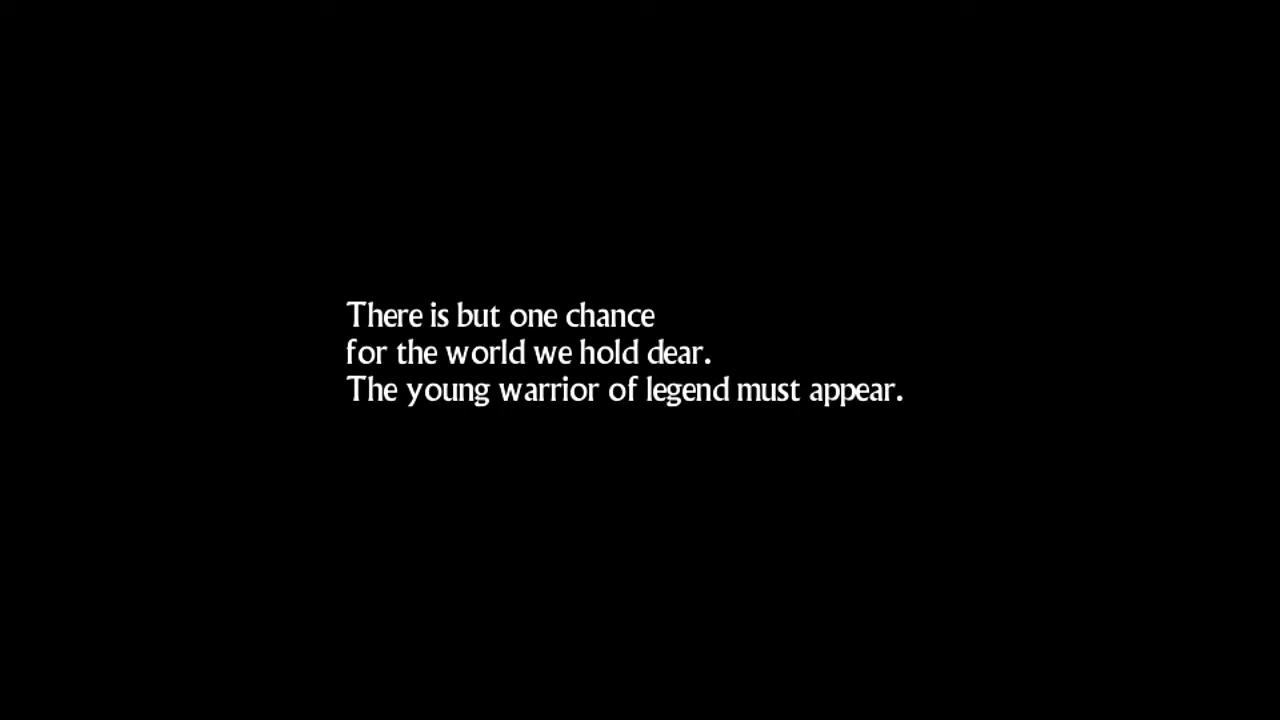 There is but one chance
for the world we hold dear.
The young warrior of legend must appear.